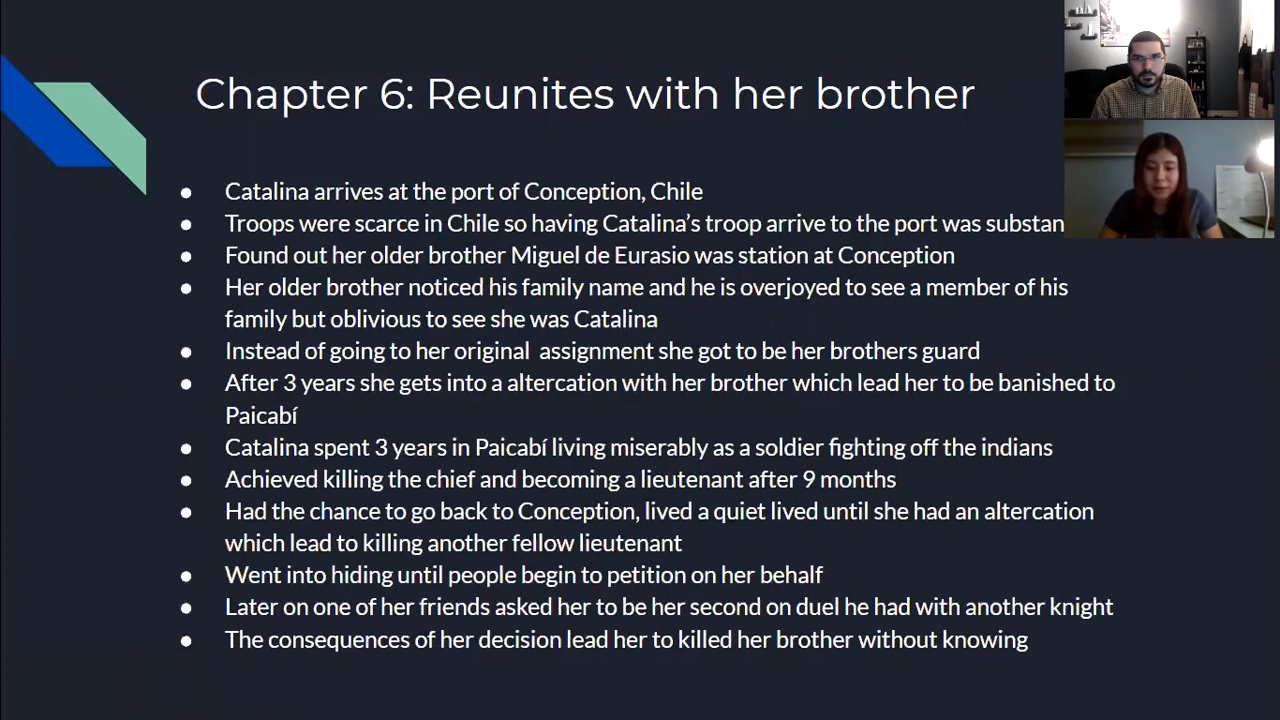 Chapter 6: Reunites with her brother
● Catalina arrives at the port of Conception, Chile
● Troops were scarce in Chile so having Catalina's troop arrive to the port was substan
● Found out her older brother Miguel de Eurasio was station at Conception
● Her older brother noticed his family name and he is overjoyed to see a member of his
family but oblivious to see she was Catalina
● Instead of going to her original assignment she got to be her brothers guard
● After 3 years she gets into a altercation with her brother which lead her to be banished to
Paicabí
● Catalina spent 3 years in Paicabí living miserably as a soldier fighting off the indians
● Achieved killing the chief and becoming a lieutenant after 9 months
● Had the chance to go back to Conception, lived a quiet lived until she had an altercation
which lead to killing another fellow lieutenant
● Went into hiding until people begin to petition on her behalf
● Later on one of her friends asked her to be her second on duel he had with another knight
● The consequences of her decision lead her to killed her brother without knowing